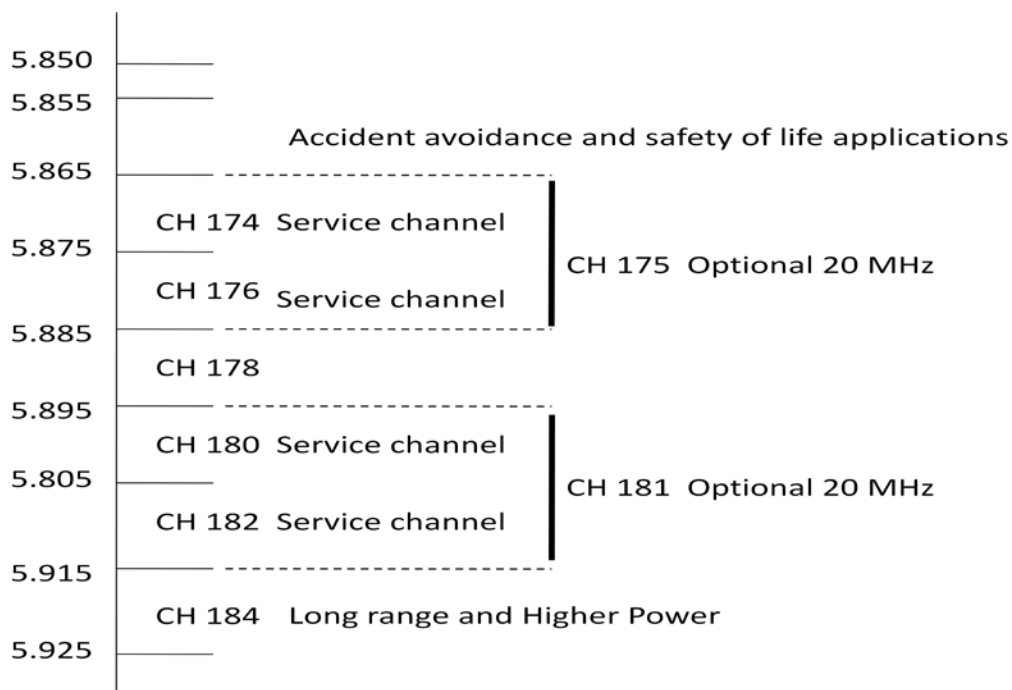 5.850
5.855
Accident avoidance and safety of life applications
5.865
CH 174 Service channel
5.875
CH 175 Optional 20 MHz
CH 176 Service channel
5.885
CH 178
5.895
CH 180 Service channel
5.805
CH 181 Optional 20 MHz
CH 182 Service channel
5.915
CH 184 Long range and Higher Power
5.925